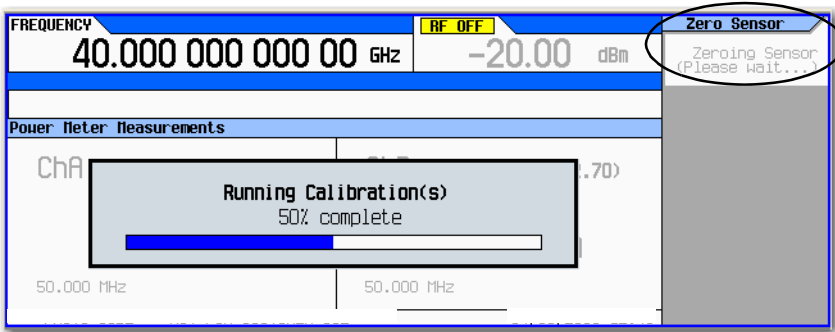 FREQUENCY
40.000 000 000 00 GHz
RF OFF
-20.00 dBm
Zero Sensor
Zeroing Sensor
(Please wait...)
Power Meter Measurements
ChA
.70)
Running Calibration(s)
50% complete
50.000 MHz
50.000 MHz